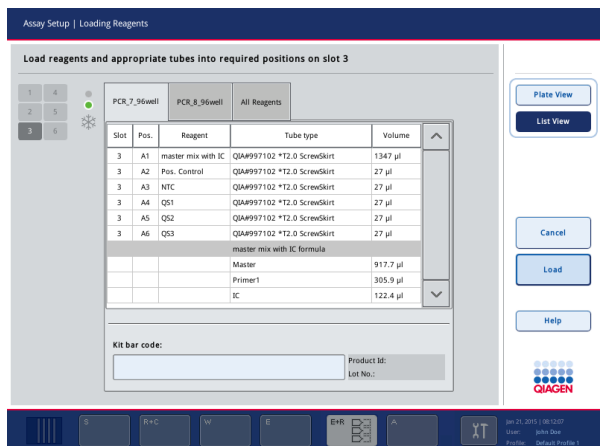 Assay Setup | Loading Reagents
Load reagents and appropriate tubes into required positions on slot 3
1 4
2 5
3 6
PCR_7_96well PCR_8_96well All Reagents
Slot Pos. Reagent Tube type Volume
3 A1 master mix with IC QIA#997102 *T2.0 ScrewSkirt 1347 µl
3 A2 Pos. Control QIA#997102 *T2.0 ScrewSkirt 27 µl
3 A3 NTC QIA#997102 *T2.0 ScrewSkirt 27 µl
3 A4 QS1 QIA#997102 *T2.0 ScrewSkirt 27 µl
3 A5 QS2 QIA#997102 *T2.0 ScrewSkirt 27 µl
3 A6 QS3 QIA#997102 *T2.0 ScrewSkirt 27 µl
master mix with IC formula
Master 917.7 µl
Primer1 305.9 µl
IC 122.4 µl
Kit bar code:
Product Id:
Lot No.:
Plate View
List View
Cancel
Load
Help
QIAGEN
S R+C W E E+R A
Jan 21, 2015 | 08:12:07
User: John Doe
Profile: Default Profile 1